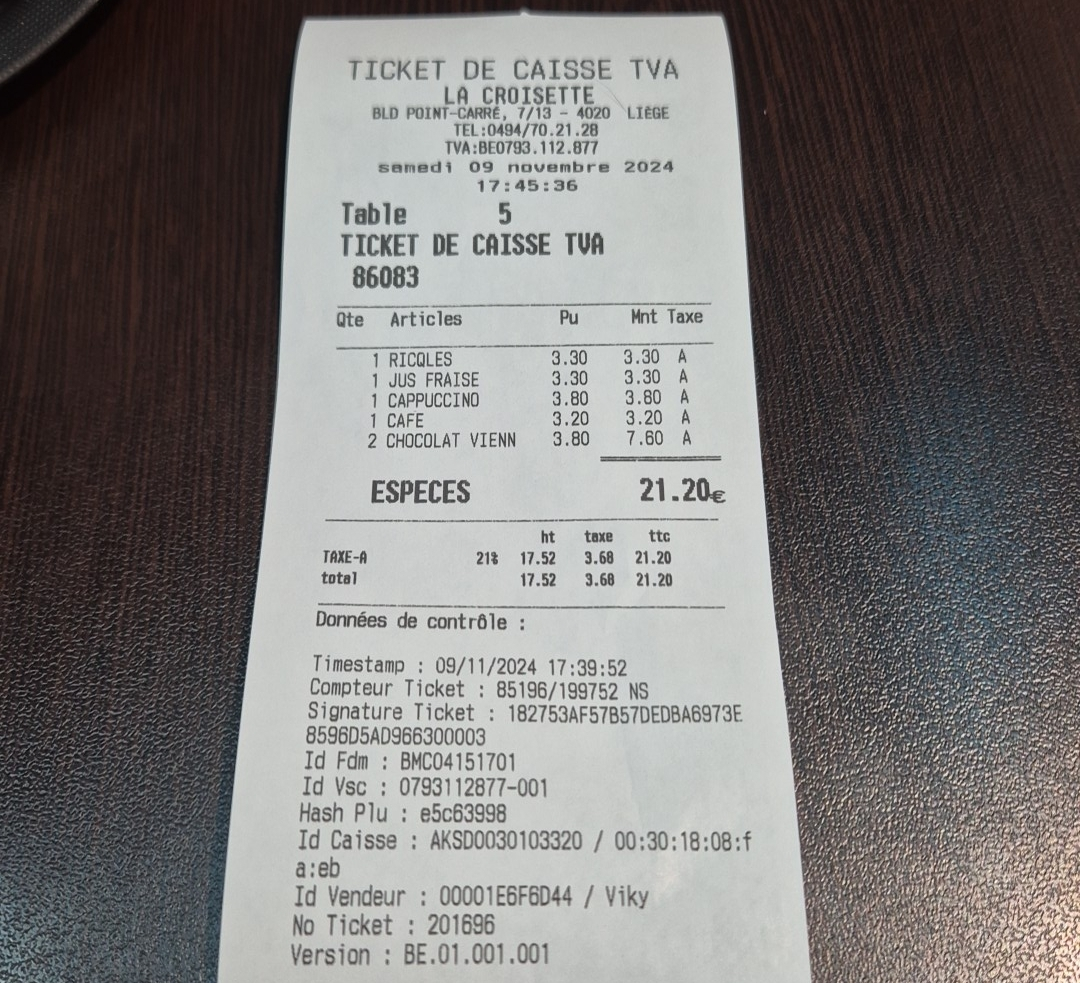 TICKET DE CAISSE TVA
LA CROISETTE
BLD POINT-CARRÉ, 7/13 - 4020 LIÈGE
TEL:0494/70.21.28
TVA:BE0793.112.877
samedi 09 novembre 2024
17:45:36
Table 5
TICKET DE CAISSE TVA
86083
Qte Articles Pu Mnt Taxe
1 RICQLES 3.30 3.30 A
1 JUS FRAISE 3.30 3.30 A
1 CAPPUCCINO 3.80 3.80 A
1 CAFE 3.20 3.20 A
2 CHOCOLAT VIENN 3.80 7.60 A
ESPECES 21.20€
ht taxe ttc
TAXE-A 21% 17.52 3.68 21.20
total 17.52 3.68 21.20
Données de contrôle :
Timestamp : 09/11/2024 17:39:52
Compteur Ticket : 85196/199752 NS
Signature Ticket : 182753AF57B57DEDBA6973E
8596D5AD966300003
Id Fdm : BMC04151701
Id Vsc : 0793112877-001
Hash Plu : e5c63998
Id Caisse : AKSD0030103320 / 00:30:18:08:f
a:eb
Id Vendeur : 00001E6F6D44 / Viky
No Ticket : 201696
Version : BE.01.001.001